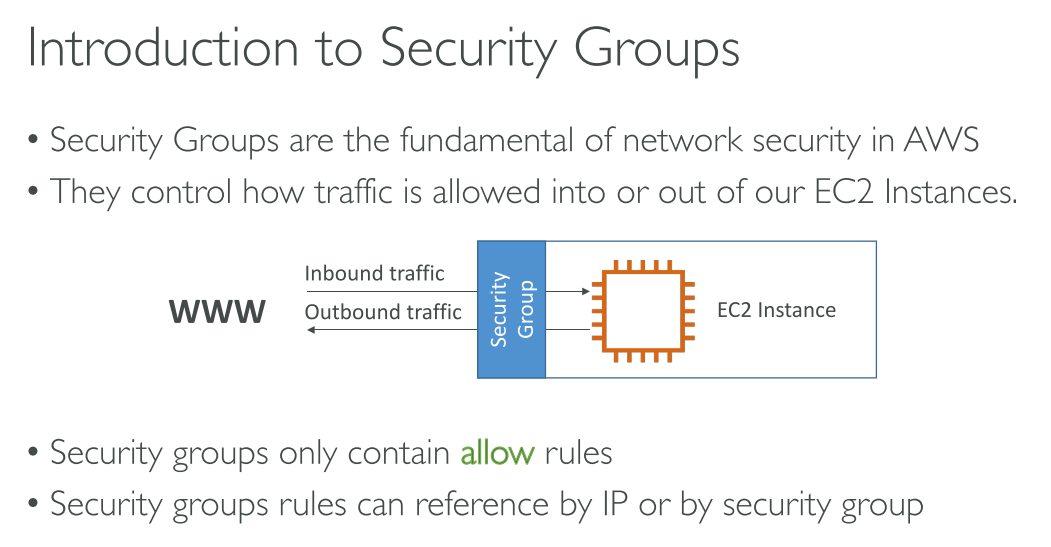 Introduction to Security Groups
• Security Groups are the fundamental of network security in AWS
• They control how traffic is allowed into or out of our EC2 Instances.
Inbound traffic
WWW
Outbound traffic
Security
Group
EC2 Instance
• Security groups only contain allow rules
• Security groups rules can reference by IP or by security group